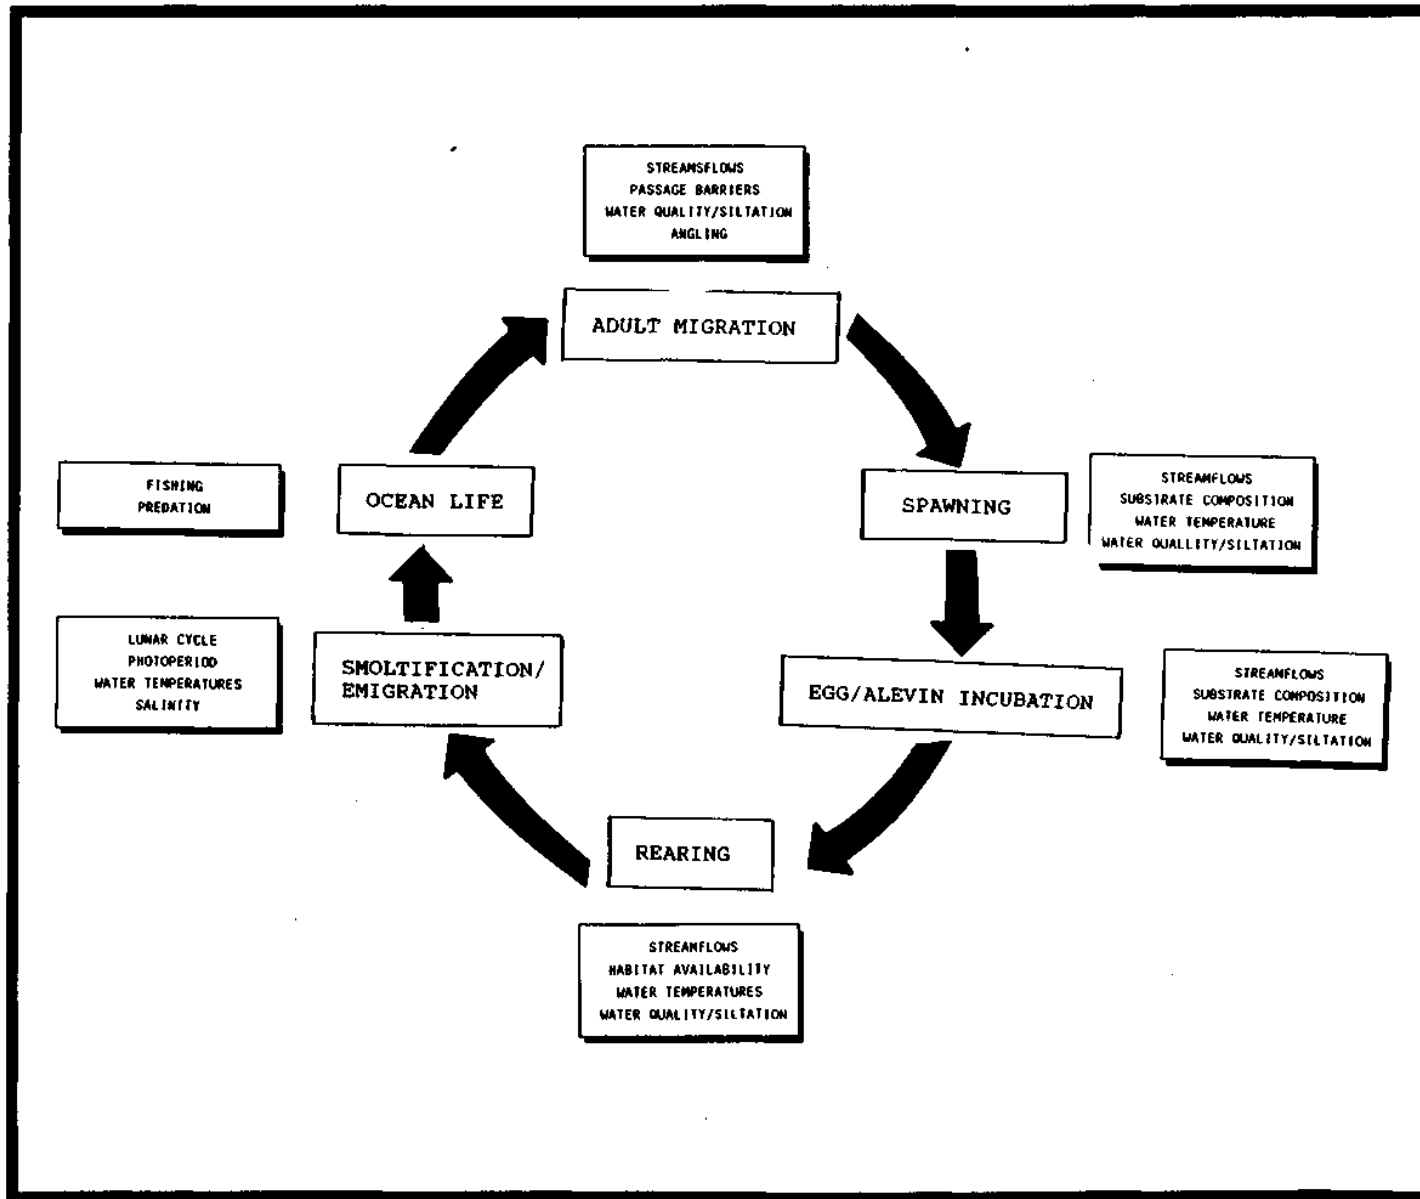 STREAMSFLOWS
PASSAGE BARRIERS
WATER QUALITY/SILTATION
ANGLING
ADULT MIGRATION
FISHING
PREDATION
OCEAN LIFE
SPAWNING
STREAMFLOWS
SUBSTRATE COMPOSITION
WATER TEMPERATURE
WATER QUALLITY/SILTATION
LUNAR CYCLE
PHOTOPERIOD
WATER TEMPERATURES
SALINITY
SMOLTIFICATION/
EMIGRATION
EGG/ALEVIN INCUBATION
STREAMFLOWS
SUBSTRATE COMPOSITION
WATER TEMPERATURE
WATER QUALITY/SILTATION
REARING
STREAMFLOWS
HABITAT AVAILABILITY
WATER TEMPERATURES
WATER QUALITY/SILTATION